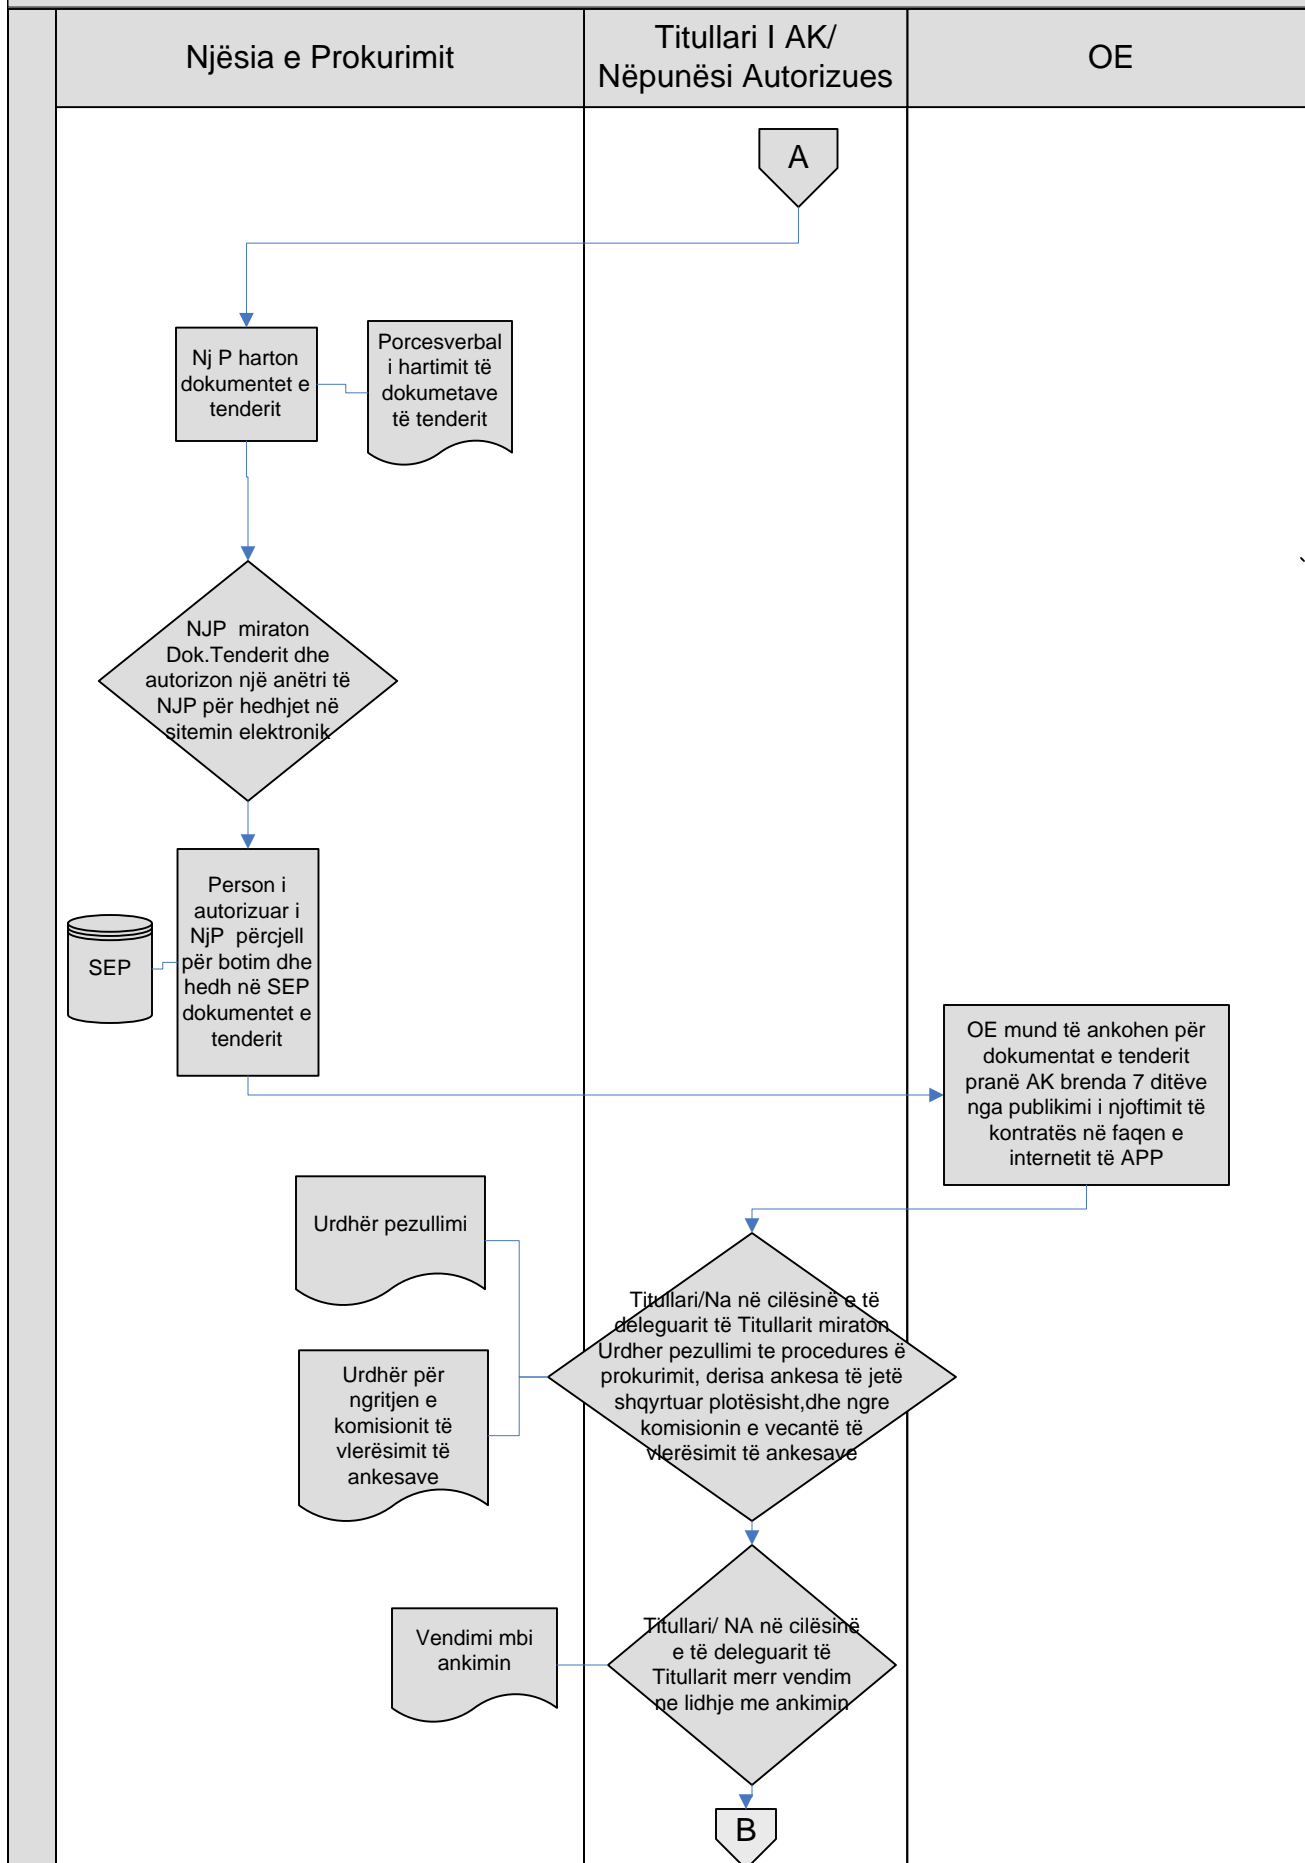 Njësia e Prokurimit
Titullari I AK/
Nëpunësi Autorizues
OE
A
Nj P harton
dokumentet e
tenderit
Porcesverbal
i hartimit të
dokumetave
të tenderit
NJP miraton
Dok.Tenderit dhe
autorizon një anëtri të
NJP për hedhjet në
sitemin elektronik
Person i
autorizuar i
NjP përcjell
për botim dhe
hedh në SEP
dokumentet e
tenderit
SEP
OE mund të ankohen për
dokumentat e tenderit
pranë AK brenda 7 ditëve
nga publikimi i njoftimit të
kontratës në faqen e
internetit të APP
Urdhër pezullimi
Titullari/Na në cilësinë e të
deleguarit të Titullarit miraton
Urdher pezullimi te procedures ë
prokurimit, derisa ankesa të jetë
shqyrtuar plotësisht,dhe ngre
komisionin e vecantë të
vlerësimit të ankesave
Urdhër për
ngritjen e
komisionit të
vlerësimit të
ankesave
Vendimi mbi
ankimin
Titullari/ NA në cilësinë
e të deleguarit të
Titullarit merr vendim
ne lidhje me ankimin
B